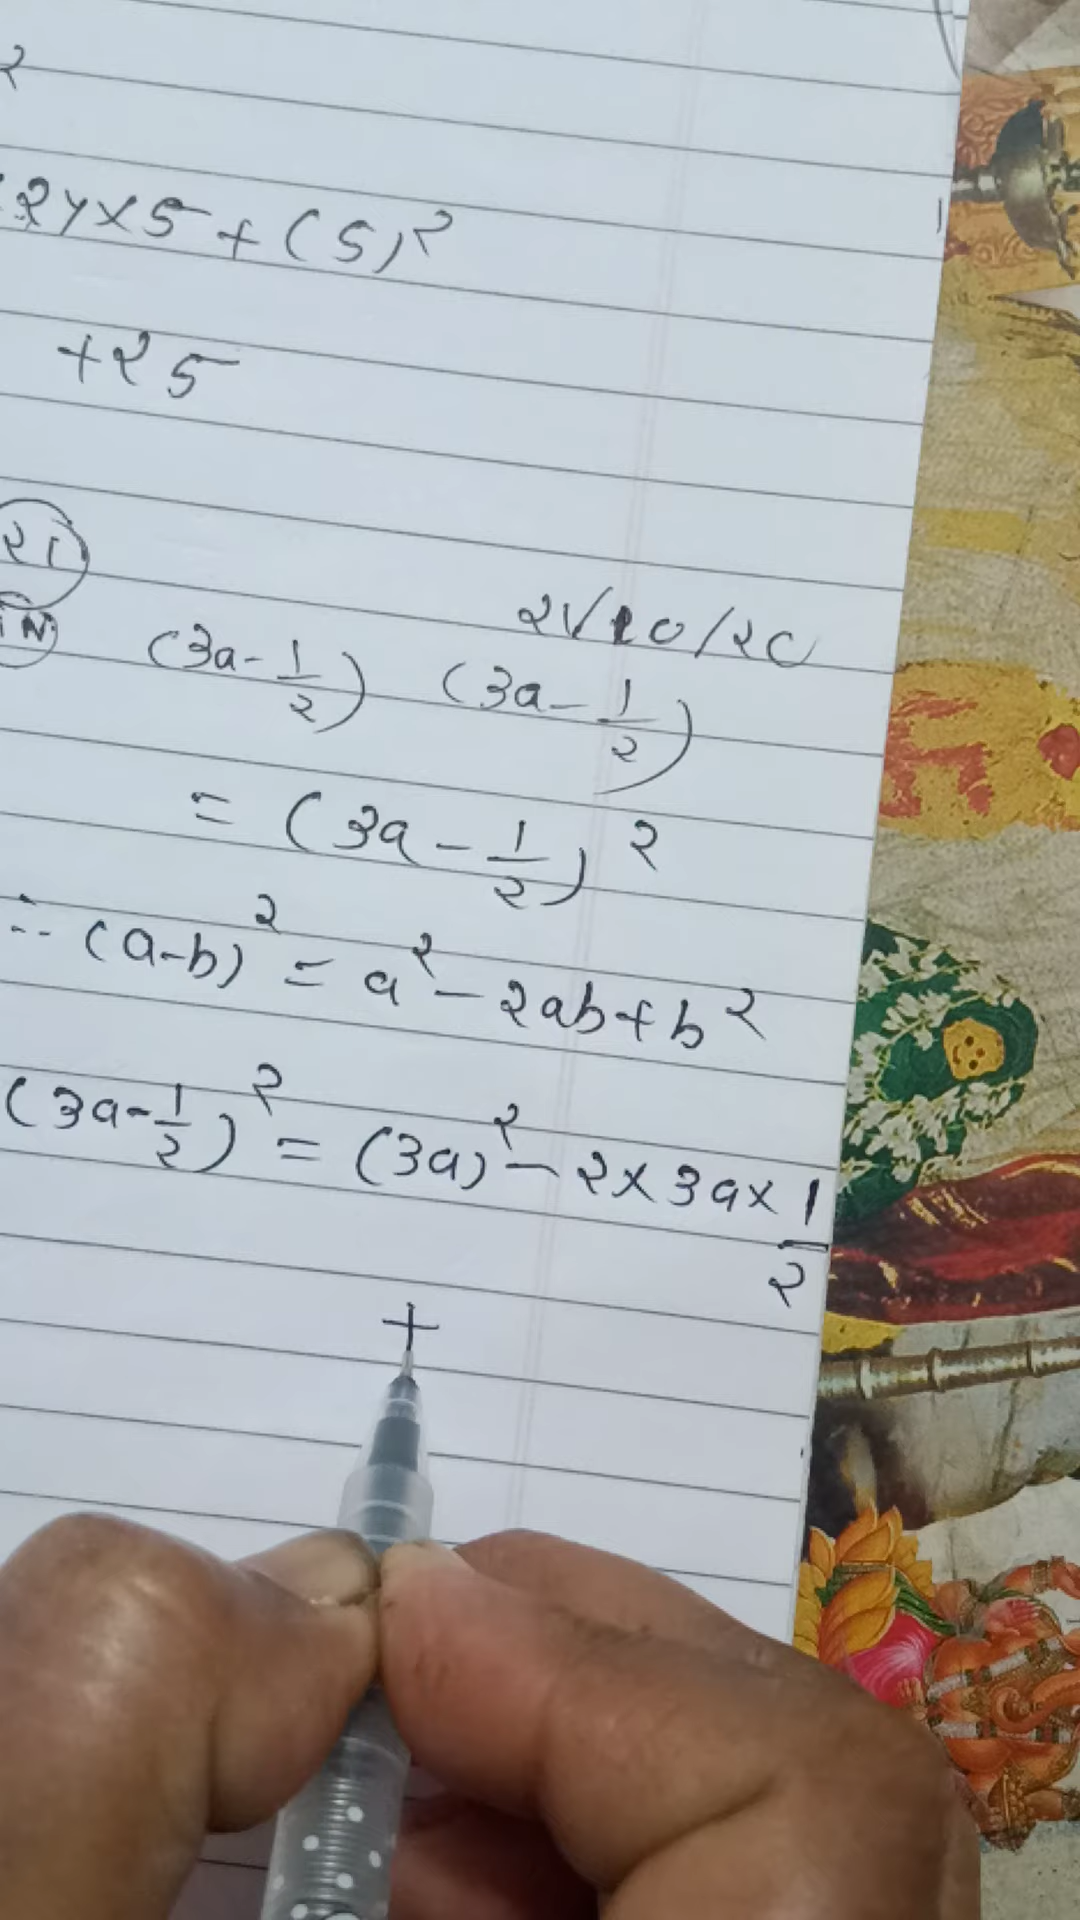 2
2y×5+(5)²
+25
21
(3a-1/2) (3a-1/2)
= (3a-1/2)²
∴ (a-b)² = a²-2ab+b²
(3a-1/2)² = (3a)²-2×3a×1/2
+